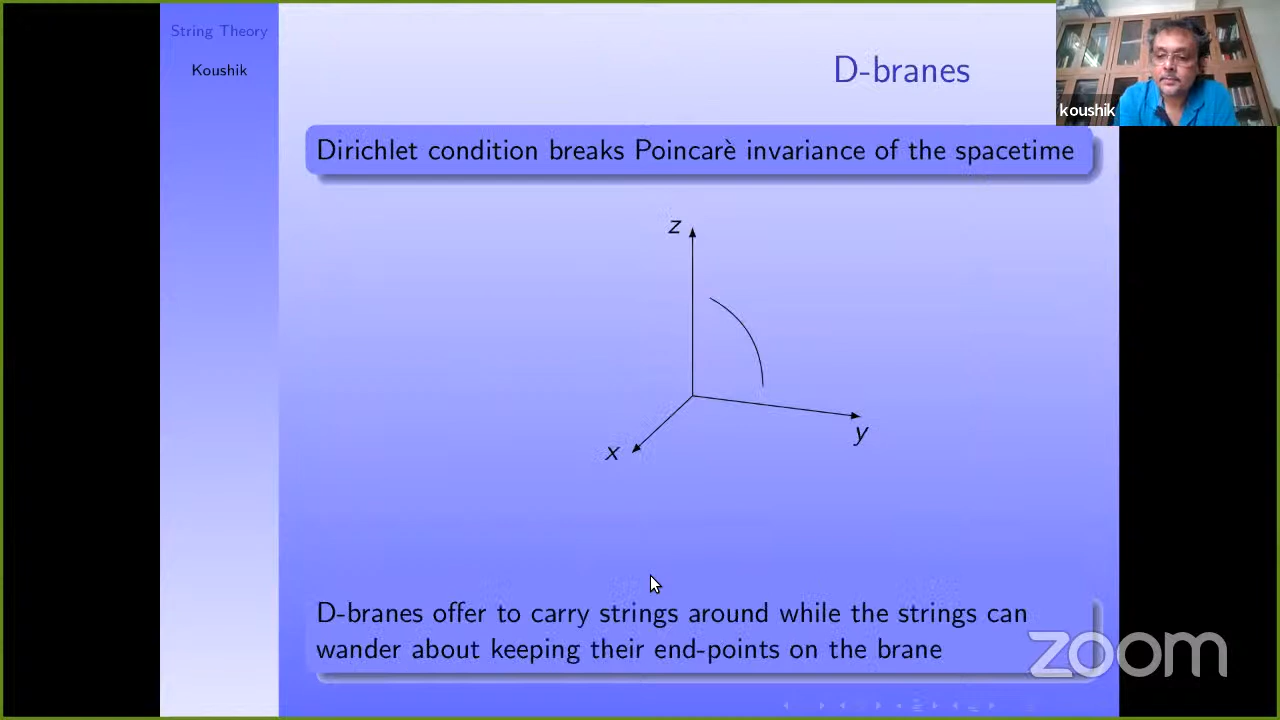 String Theory
Koushik
D-branes
koushik
Dirichlet condition breaks Poincarè invariance of the spacetime
z
y
x
D-branes offer to carry strings around while the strings can
wander about keeping their end-points on the brane
zoom